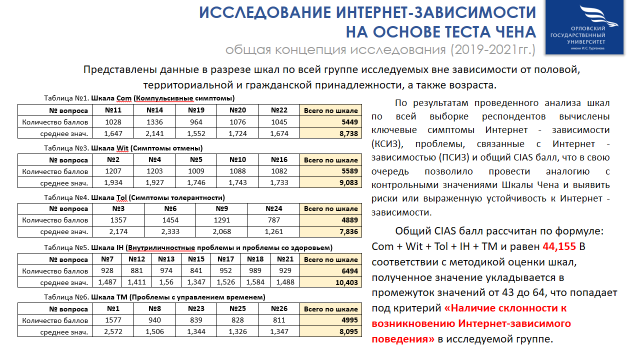 ИССЛЕДОВАНИЕ ИНТЕРНЕТ-ЗАВИСИМОСТИ
НА ОСНОВЕ ТЕСТА ЧЕНА
общая концепция исследования (2019-2021гг.)
ОРЛОВСКИЙ
ГОСУДАРСТВЕННЫЙ
УНИВЕРСИТЕТ
имени И.С. Тургенева
Представлены данные в разрезе шкал по всей группе исследуемых вне зависимости от половой,
территориальной и гражданской принадлежности, а также возраста.
Таблица №1. Шкала Com (Компульсивные симптомы)
№ вопроса №11 №14 №19 №20 №22 Всего по шкале
Количество баллов 1028 1336 964 1076 1045 5449
среднее знач. 1,647 2,141 1,552 1,724 1,674 8,738
Таблица №3. Шкала Wit (Симптомы отмены)
№ вопроса №2 №4 №5 №10 №16 Всего по шкале
Количество баллов 1207 1203 1009 1088 1082 5589
среднее знач. 1,934 1,927 1,746 1,743 1,733 9,083
Таблица №4. Шкала Tol (Симптомы толерантности)
№ вопроса №3 №6 №9 №24 Всего по шкале
Количество баллов 1357 1454 1291 787 4889
среднее знач. 2,174 2,333 2,068 1,261 7,836
Таблица №5. Шкала IH (Внутриличностные проблемы и проблемы со здоровьем)
№ вопроса №7 №12 №13 №15 №17 №18 №21 Всего по шкале
Количество баллов 928 881 974 841 952 989 929 6494
среднее знач. 1,487 1,411 1,56 1,347 1,526 1,584 1,488 10,403
Таблица №6. Шкала ТМ (Проблемы с управлением временем)
№ вопроса №1 №8 №23 №25 №26 Всего по шкале
Количество баллов 1577 940 839 828 811 4995
среднее знач. 2,572 1,506 1,344 1,326 1,347 8,095
По результатам проведенного анализа шкал
по всей выборке респондентов вычислены
ключевые симптомы Интернет - зависимости
(КСИЗ), проблемы, связанные с Интернет -
зависимостью (ПСИЗ) и общий CIAS балл, что в свою
очередь позволило провести аналогию с
контрольными значениями Шкалы Чена и выявить
риски или выраженную устойчивость к Интернет -
зависимости.
Общий CIAS балл рассчитан по формуле:
Com + Wit + Tol + IH + TM и равен 44,155 В
соответствии с методикой оценки шкал,
полученное значение укладывается в
промежуток значений от 43 до 64, что попадает
под критерий «Наличие склонности к
возникновению Интернет-зависимого
поведения» в исследуемой группе.